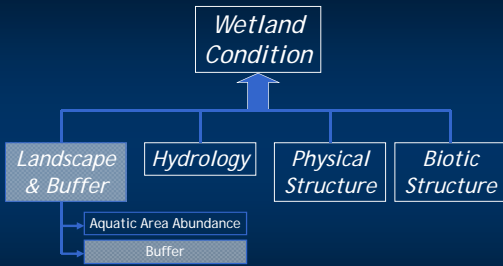 Wetland
Condition
Landscape
& Buffer
Hydrology
Physical
Structure
Biotic
Structure
Aquatic Area Abundance
Buffer